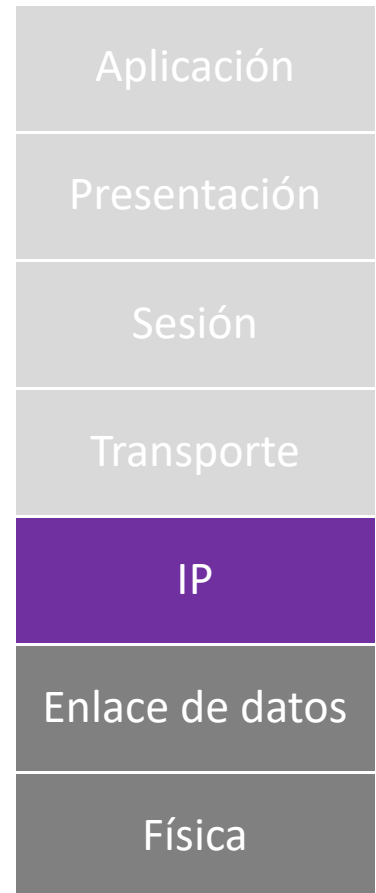 Aplicación
Presentación
Sesión
Transporte
IP
Enlace de datos
Física